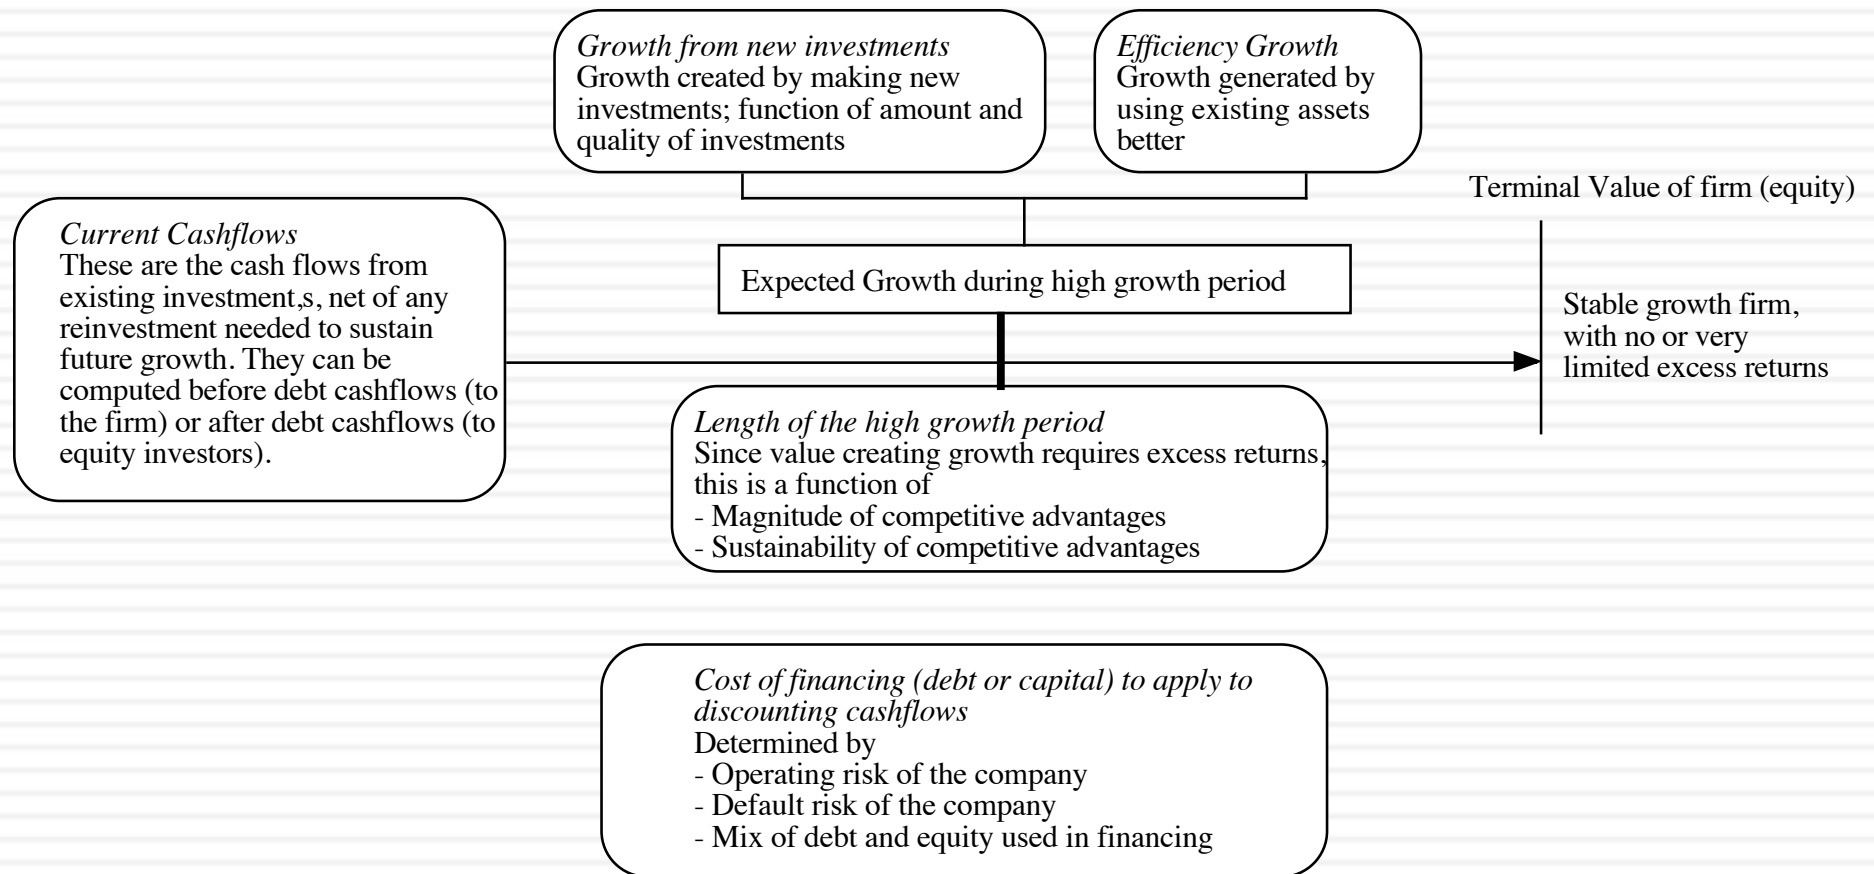 Growth from new investments
Growth created by making new
investments; function of amount and
quality of investments
Efficiency Growth
Growth generated by
using existing assets
better
Terminal Value of firm (equity)
Current Cashflows
These are the cash flows from
existing investment,s, net of any
reinvestment needed to sustain
future growth. They can be
computed before debt cashflows (to
the firm) or after debt cashflows (to
equity investors).
Expected Growth during high growth period
Stable growth firm,
with no or very
limited excess returns
Length of the high growth period
Since value creating growth requires excess returns,
this is a function of
- Magnitude of competitive advantages
- Sustainability of competitive advantages
Cost of financing (debt or capital) to apply to
discounting cashflows
Determined by
- Operating risk of the company
- Default risk of the company
- Mix of debt and equity used in financing